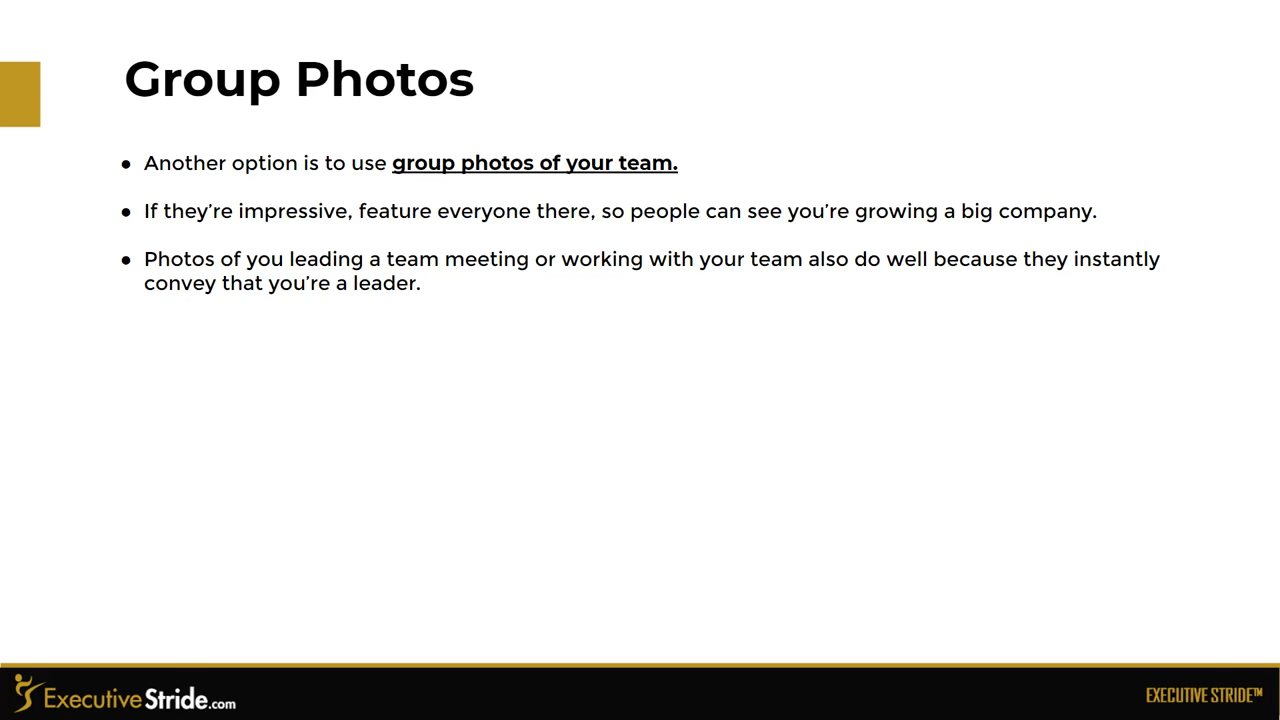 Group Photos
● Another option is to use group photos of your team.
● If they’re impressive, feature everyone there, so people can see you’re growing a big company.
● Photos of you leading a team meeting or working with your team also do well because they instantly
convey that you’re a leader.
ExecutiveStride.com
EXECUTIVE STRIDE™